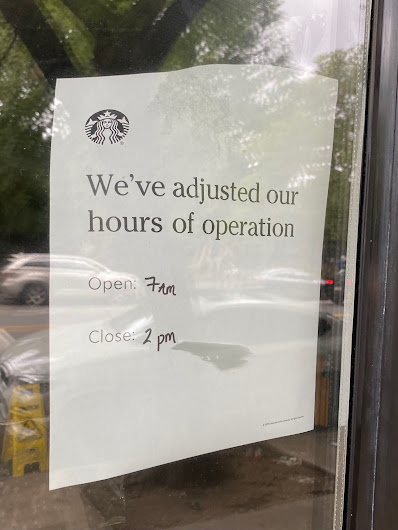 We've adjusted our
hours of operation
Open: 7am
Close: 2 pm